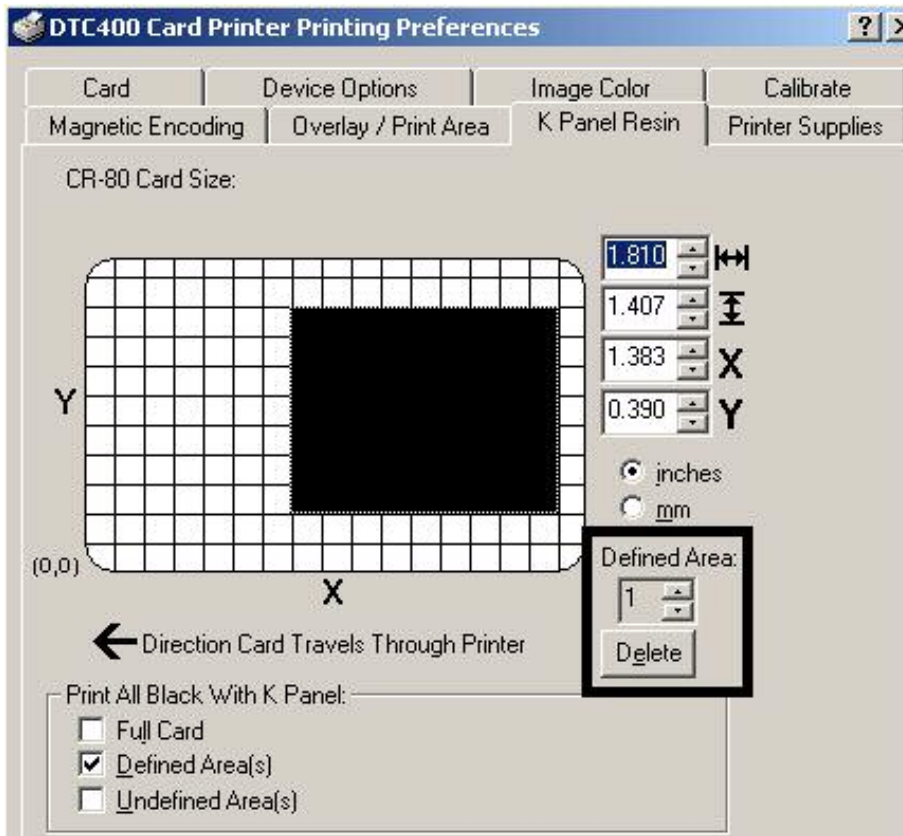 DTC400 Card Printer Printing Preferences
Card Device Options Image Color Calibrate
Magnetic Encoding Overlay / Print Area K Panel Resin Printer Supplies
CR-80 Card Size:
1.810
1.407
1.383 X
0.390 Y
Y
inches
mm
(0,0)
X
Defined Area:
1
Delete
Direction Card Travels Through Printer
Print All Black With K Panel:
Full Card
Defined Area(s)
Undefined Area(s)